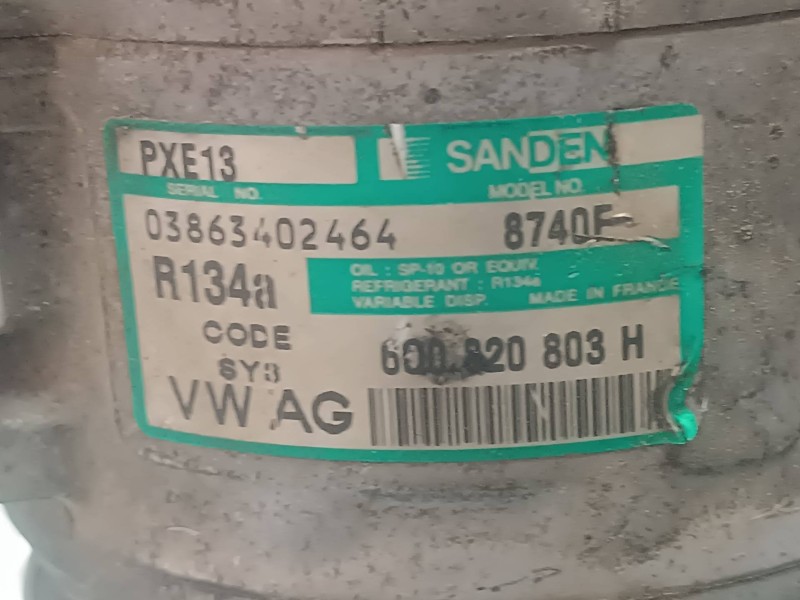 PXE13 SANDEN
SERIAL NO. MODEL NO.
03863402464
R134a
OIL : SP-10 OR EQUIV.
REFRIGERANT : R134a
VARIABLE DISP. MADE IN FRANCE
CODE
SY3
803 H
VW AG